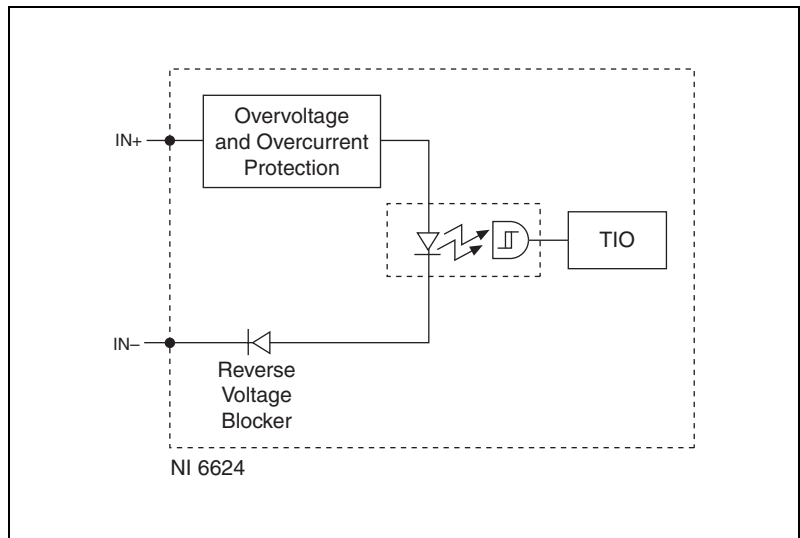 Overvoltage
and Overcurrent
Protection
IN+
TIO
IN–
Reverse
Voltage
Blocker
NI 6624